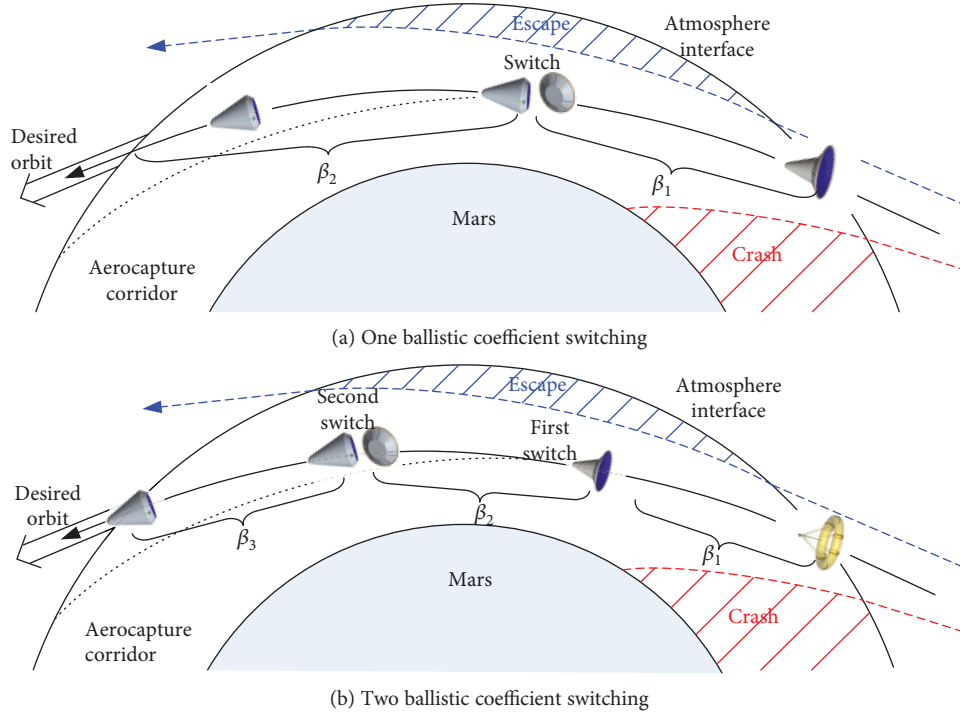 Escape
Atmosphere
interface
Switch
Desired
orbit
β2
β1
Mars
Aerocapture
corridor
Crash
(a) One ballistic coefficient switching
Escape
Atmosphere
interface
Second
switch
First
switch
Desired
orbit
β3
β2
β1
Mars
Aerocapture
corridor
Crash
(b) Two ballistic coefficient switching